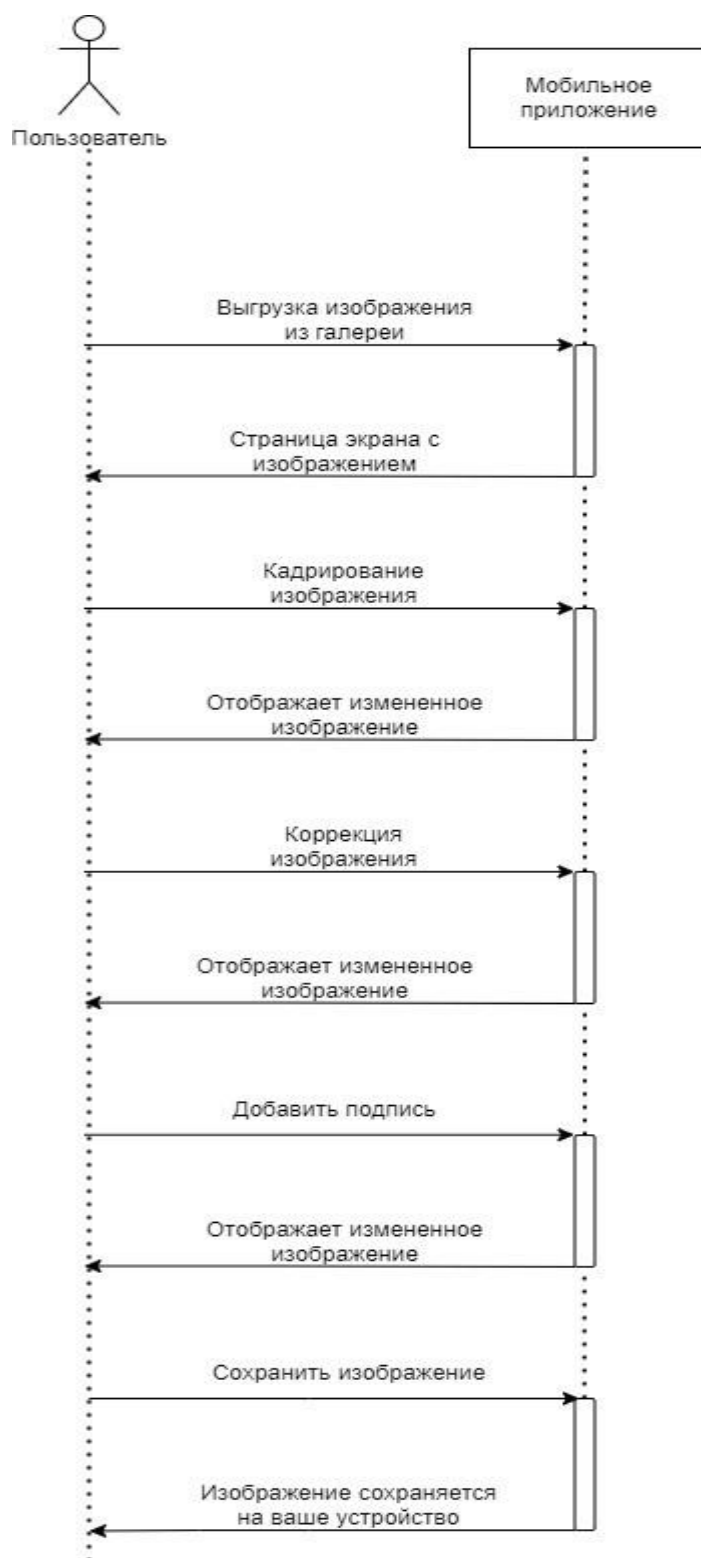 Пользователь
Мобильное
приложение
Выгрузка изображения
из галереи
Страница экрана с
изображением
Кадрирование
изображения
Отображает измененное
изображение
Коррекция
изображения
Отображает измененное
изображение
Добавить подпись
Отображает измененное
изображение
Сохранить изображение
Изображение сохраняется
на ваше устройство